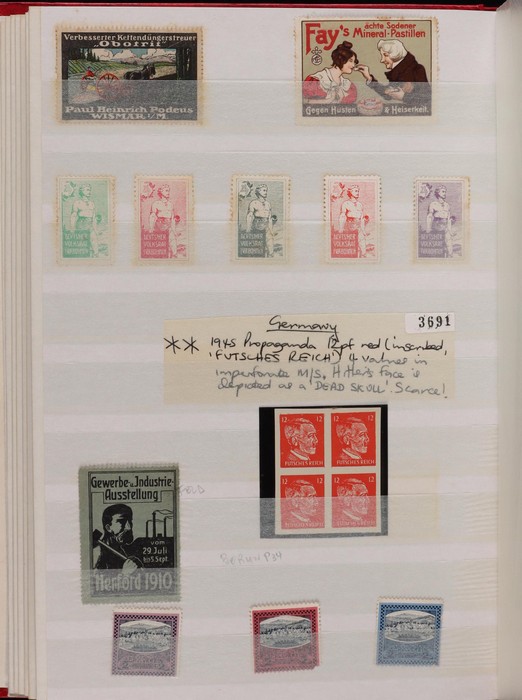 Verbesserter Kettendüngerstreuer
„Obotrit"
Paul Heinrich Podeus
WISMAR i/M.
Fay's ächte Sodener
Mineral-Pastillen
Gegen Husten & Heiserkeit.
Germany
3691
** 1945 Propaganda 12pf red (inscribed,
'FUTSCHES REICH') 4 values in
imperforate M/S. Hitler's face is
depicted as a 'DEAD SKULL'. Scarce!
12 12
FUTSCHES REICH
12 12
FUTSCHES REICH
12 12
FUTSCHES REICH
FUTSCHES REICH
Gewerbe-u. Industrie-
Ausstellung
vom
29. Juli
bis 5. Sept.
Herford 1910